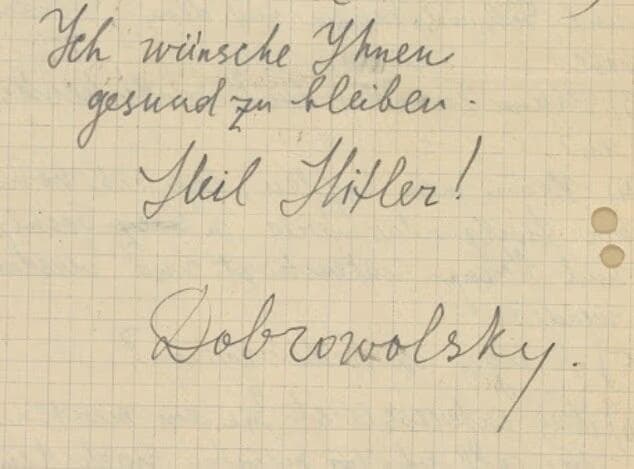 Ich wünsche Ihnen
gesund zu bleiben.
Heil Hitler!
Dobrowolsky.